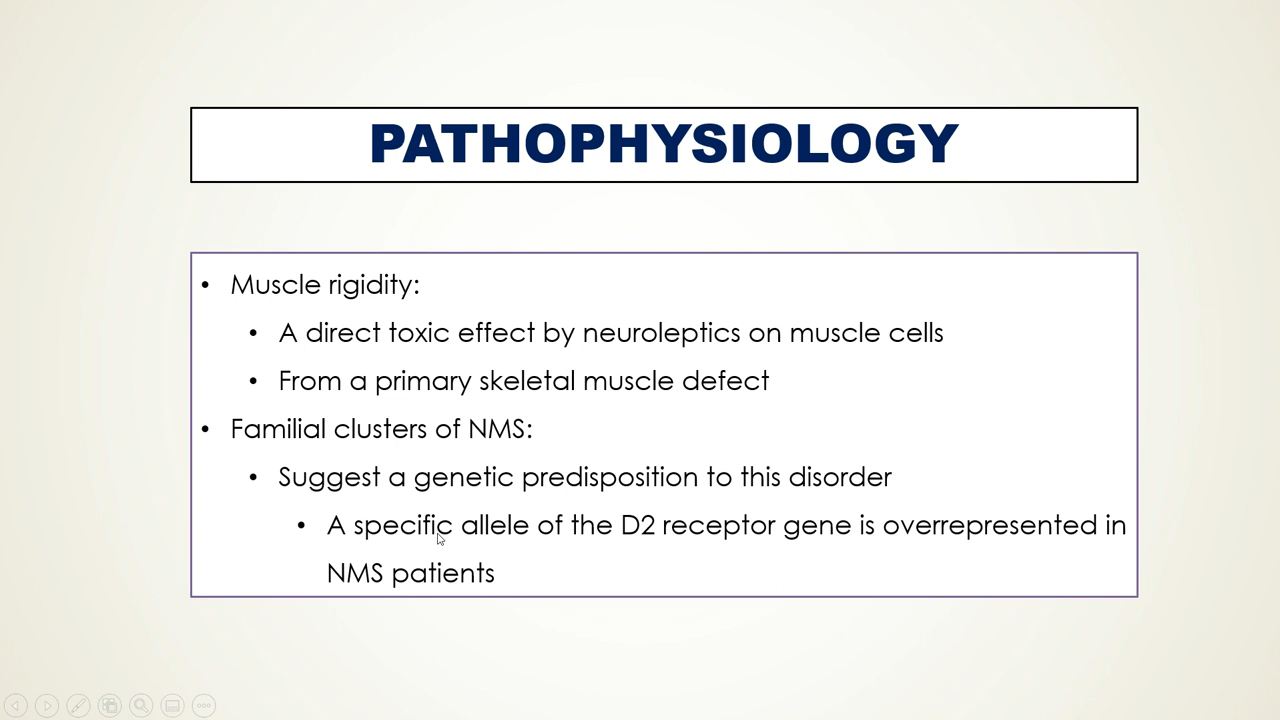 PATHOPHYSIOLOGY
• Muscle rigidity:
• A direct toxic effect by neuroleptics on muscle cells
• From a primary skeletal muscle defect
• Familial clusters of NMS:
• Suggest a genetic predisposition to this disorder
• A specific allele of the D2 receptor gene is overrepresented in
NMS patients